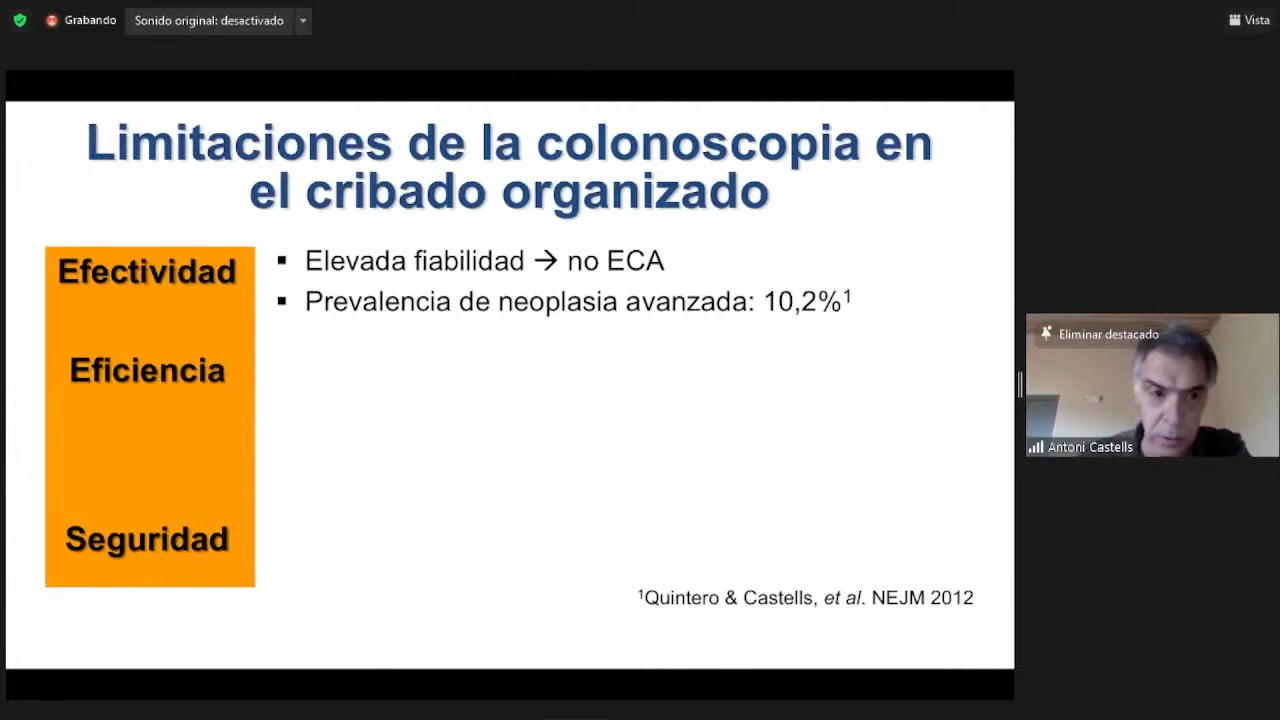 Grabando
Sonido original: desactivado
Vista
Limitaciones de la colonoscopia en
el cribado organizado
Efectividad
▪ Elevada fiabilidad → no ECA
▪ Prevalencia de neoplasia avanzada: 10,2%¹
Eficiencia
Seguridad
¹Quintero & Castells, et al. NEJM 2012
Eliminar destacado
Antoni Castells